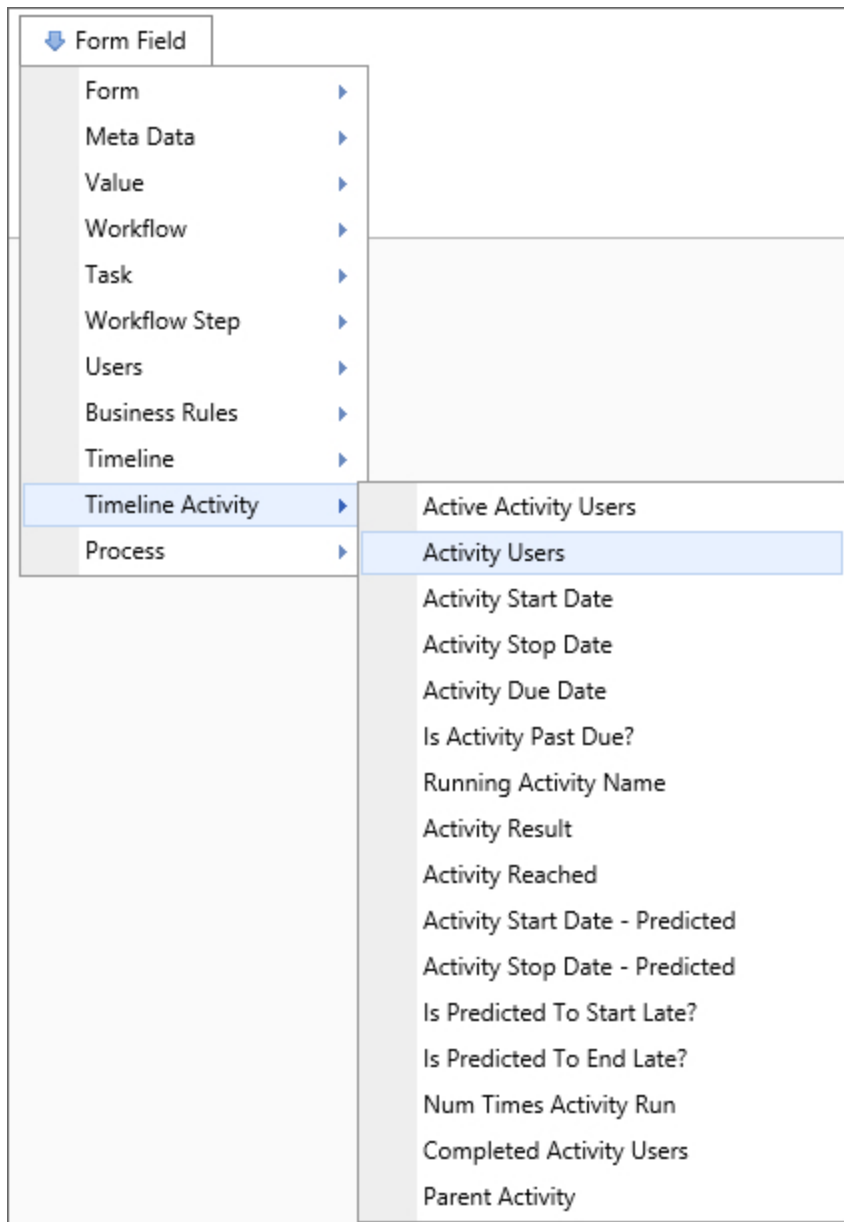 Form Field
Form
Meta Data
Value
Workflow
Task
Workflow Step
Users
Business Rules
Timeline
Timeline Activity
Process
Active Activity Users
Activity Users
Activity Start Date
Activity Stop Date
Activity Due Date
Is Activity Past Due?
Running Activity Name
Activity Result
Activity Reached
Activity Start Date - Predicted
Activity Stop Date - Predicted
Is Predicted To Start Late?
Is Predicted To End Late?
Num Times Activity Run
Completed Activity Users
Parent Activity